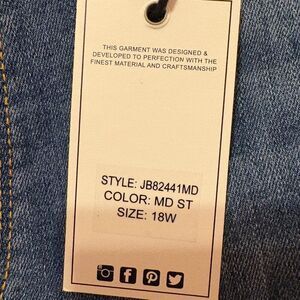 THIS GARMENT WAS DESIGNED &
DEVELOPED TO PERFECTION WITH THE
FINEST MATERIAL AND CRAFTSMANSHIP
STYLE: JB82441MD
COLOR: MD ST
SIZE: 18W